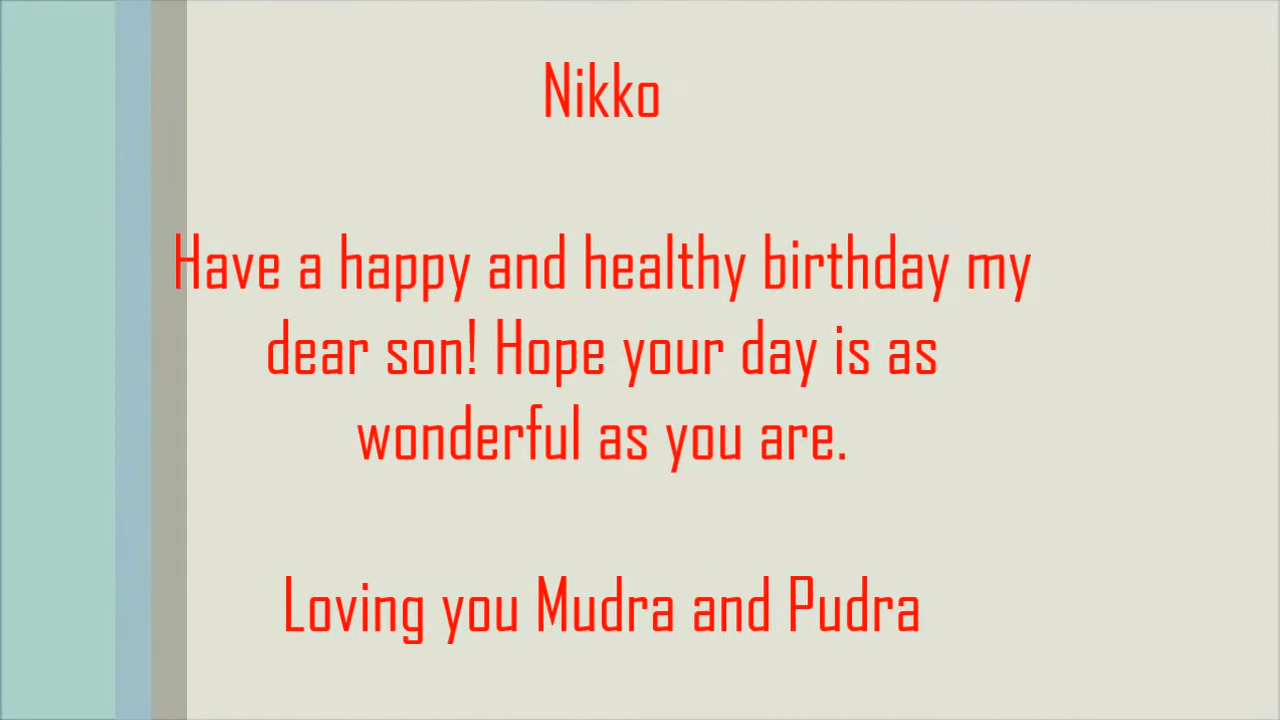 Nikko
Have a happy and healthy birthday my
dear son! Hope your day is as
wonderful as you are.
Loving you Mudra and Pudra